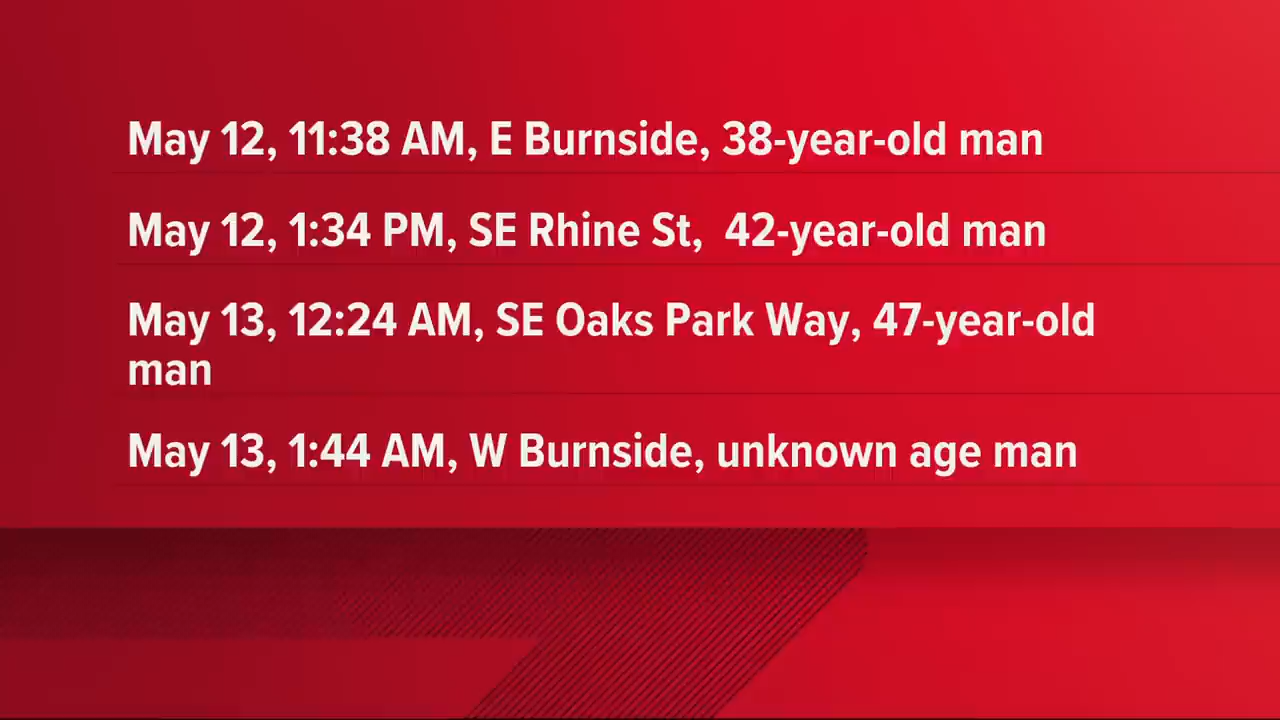 May 12, 11:38 AM, E Burnside, 38-year-old man
May 12, 1:34 PM, SE Rhine St,  42-year-old man
May 13, 12:24 AM, SE Oaks Park Way, 47-year-old
man
May 13, 1:44 AM, W Burnside, unknown age man